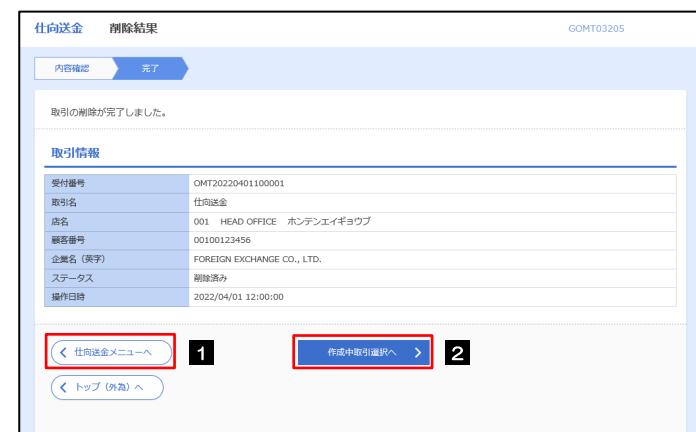 仕向送金 削除結果 GOMT03205
内容確認 完了
取引の削除が完了しました。
取引情報
受付番号 OMT20220401100001
取引名 仕向送金
店名 001 HEAD OFFICE ホンテンエイギョウブ
顧客番号 00100123456
企業名（英字） FOREIGN EXCHANGE CO., LTD.
ステータス 削除済み
操作日時 2022/04/01 12:00:00
仕向送金メニューへ 1 作成中取引選択へ 2
トップ（外為）へ